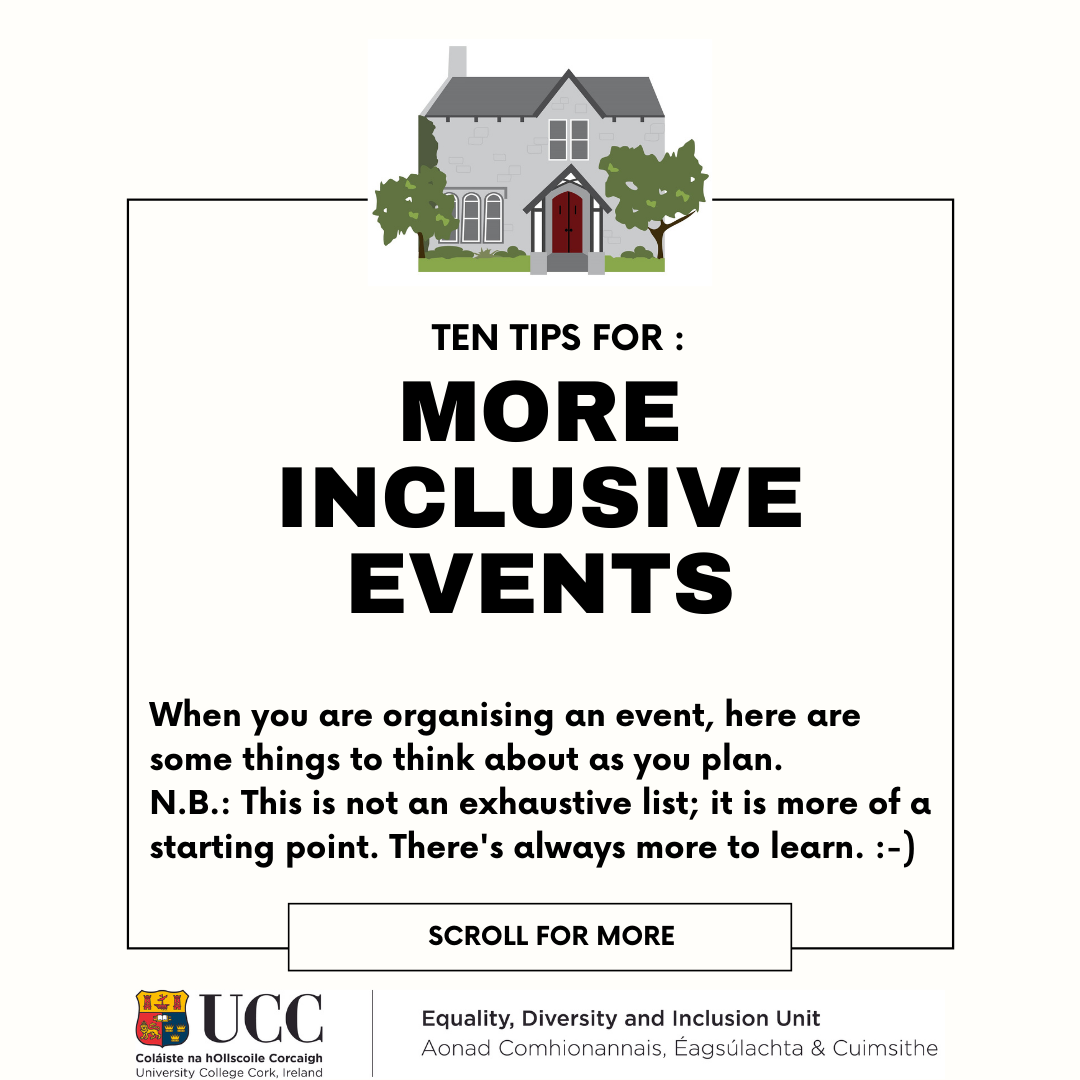 TEN TIPS FOR :
MORE
INCLUSIVE
EVENTS
When you are organising an event, here are
some things to think about as you plan.
N.B.: This is not an exhaustive list; it is more of a
starting point. There's always more to learn. :-)
SCROLL FOR MORE
UCC
Coláiste na hOllscoile Corcaigh
University College Cork, Ireland
Equality, Diversity and Inclusion Unit
Aonad Comhionannais, Éagsúlachta & Cuimsithe